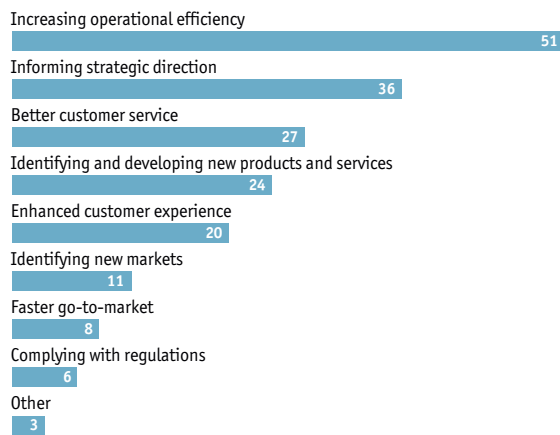 Increasing operational efficiency
51
Informing strategic direction
36
Better customer service
27
Identifying and developing new products and services
24
Enhanced customer experience
20
Identifying new markets
11
Faster go-to-market
8
Complying with regulations
6
Other
3